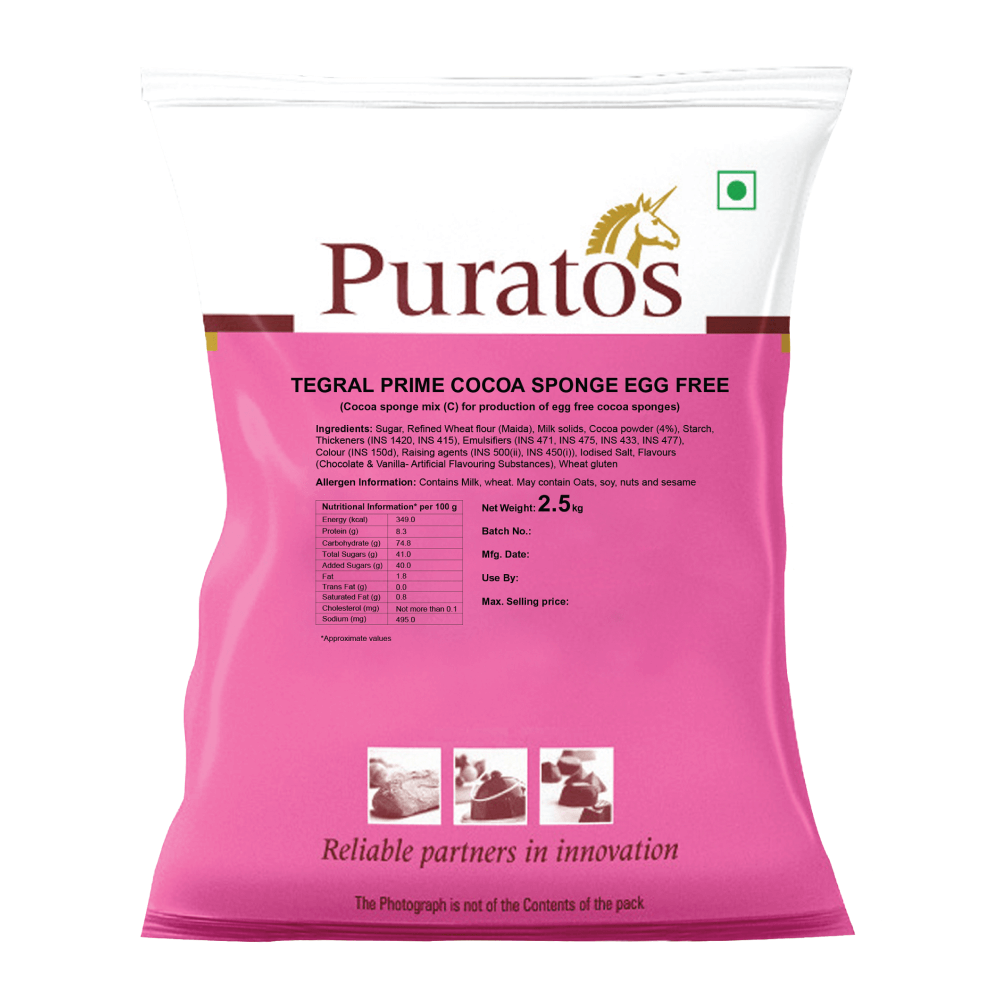 Puratos
TEGRAL PRIME COCOA SPONGE EGG FREE
(Cocoa sponge mix (C) for production of egg free cocoa sponges)
Ingredients: Sugar, Refined Wheat flour (Maida), Milk solids, Cocoa powder (4%), Starch,
Thickeners (INS 1420, INS 415), Emulsifiers (INS 471, INS 475, INS 433, INS 477),
Colour (INS 150d), Raising agents (INS 500(ii), INS 450(i)), Iodised Salt, Flavours
(Chocolate & Vanilla- Artificial Flavouring Substances), Wheat gluten
Allergen Information: Contains Milk, wheat. May contain Oats, soy, nuts and sesame
Nutritional Information* per 100 g
Energy (kcal) 349.0
Protein (g) 8.3
Carbohydrate (g) 74.8
Total Sugars (g) 41.0
Added Sugars (g) 40.0
Fat 1.8
Trans Fat (g) 0.0
Saturated Fat (g) 0.8
Cholesterol (mg) Not more than 0.1
Sodium (mg) 495.0
*Approximate values
Net Weight: 2.5 kg
Batch No.:
Mfg. Date:
Use By:
Max. Selling price:
Reliable partners in innovation
The Photograph is not of the Contents of the pack